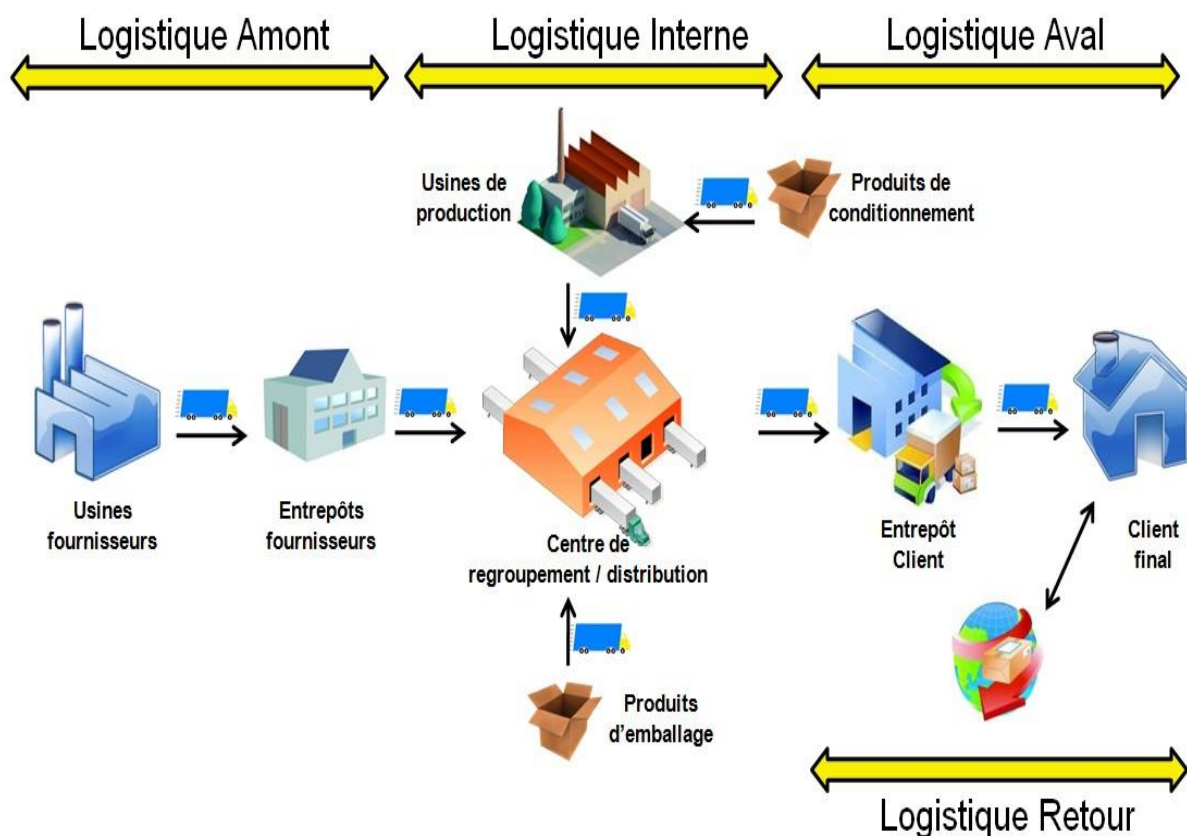 Logistique Amont
Logistique Interne
Logistique Aval
Usines de
production
Produits de
conditionnement
Usines
fournisseurs
Entrepôts
fournisseurs
Centre de
regroupement / distribution
Entrepôt
Client
Client
final
Produits
d’emballage
Logistique Retour